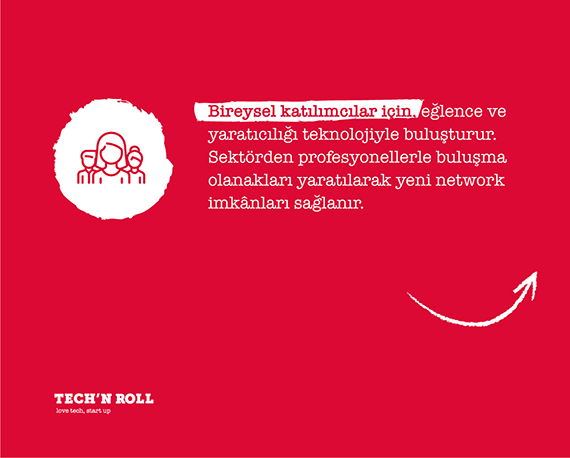 Bireysel katılımcılar için, eğlence ve
yaratıcılığı teknolojiyle buluşturur.
Sektörden profesyonellerle buluşma
olanakları yaratılarak yeni network
imkânları sağlanır.
TECH'N ROLL
love tech, start up